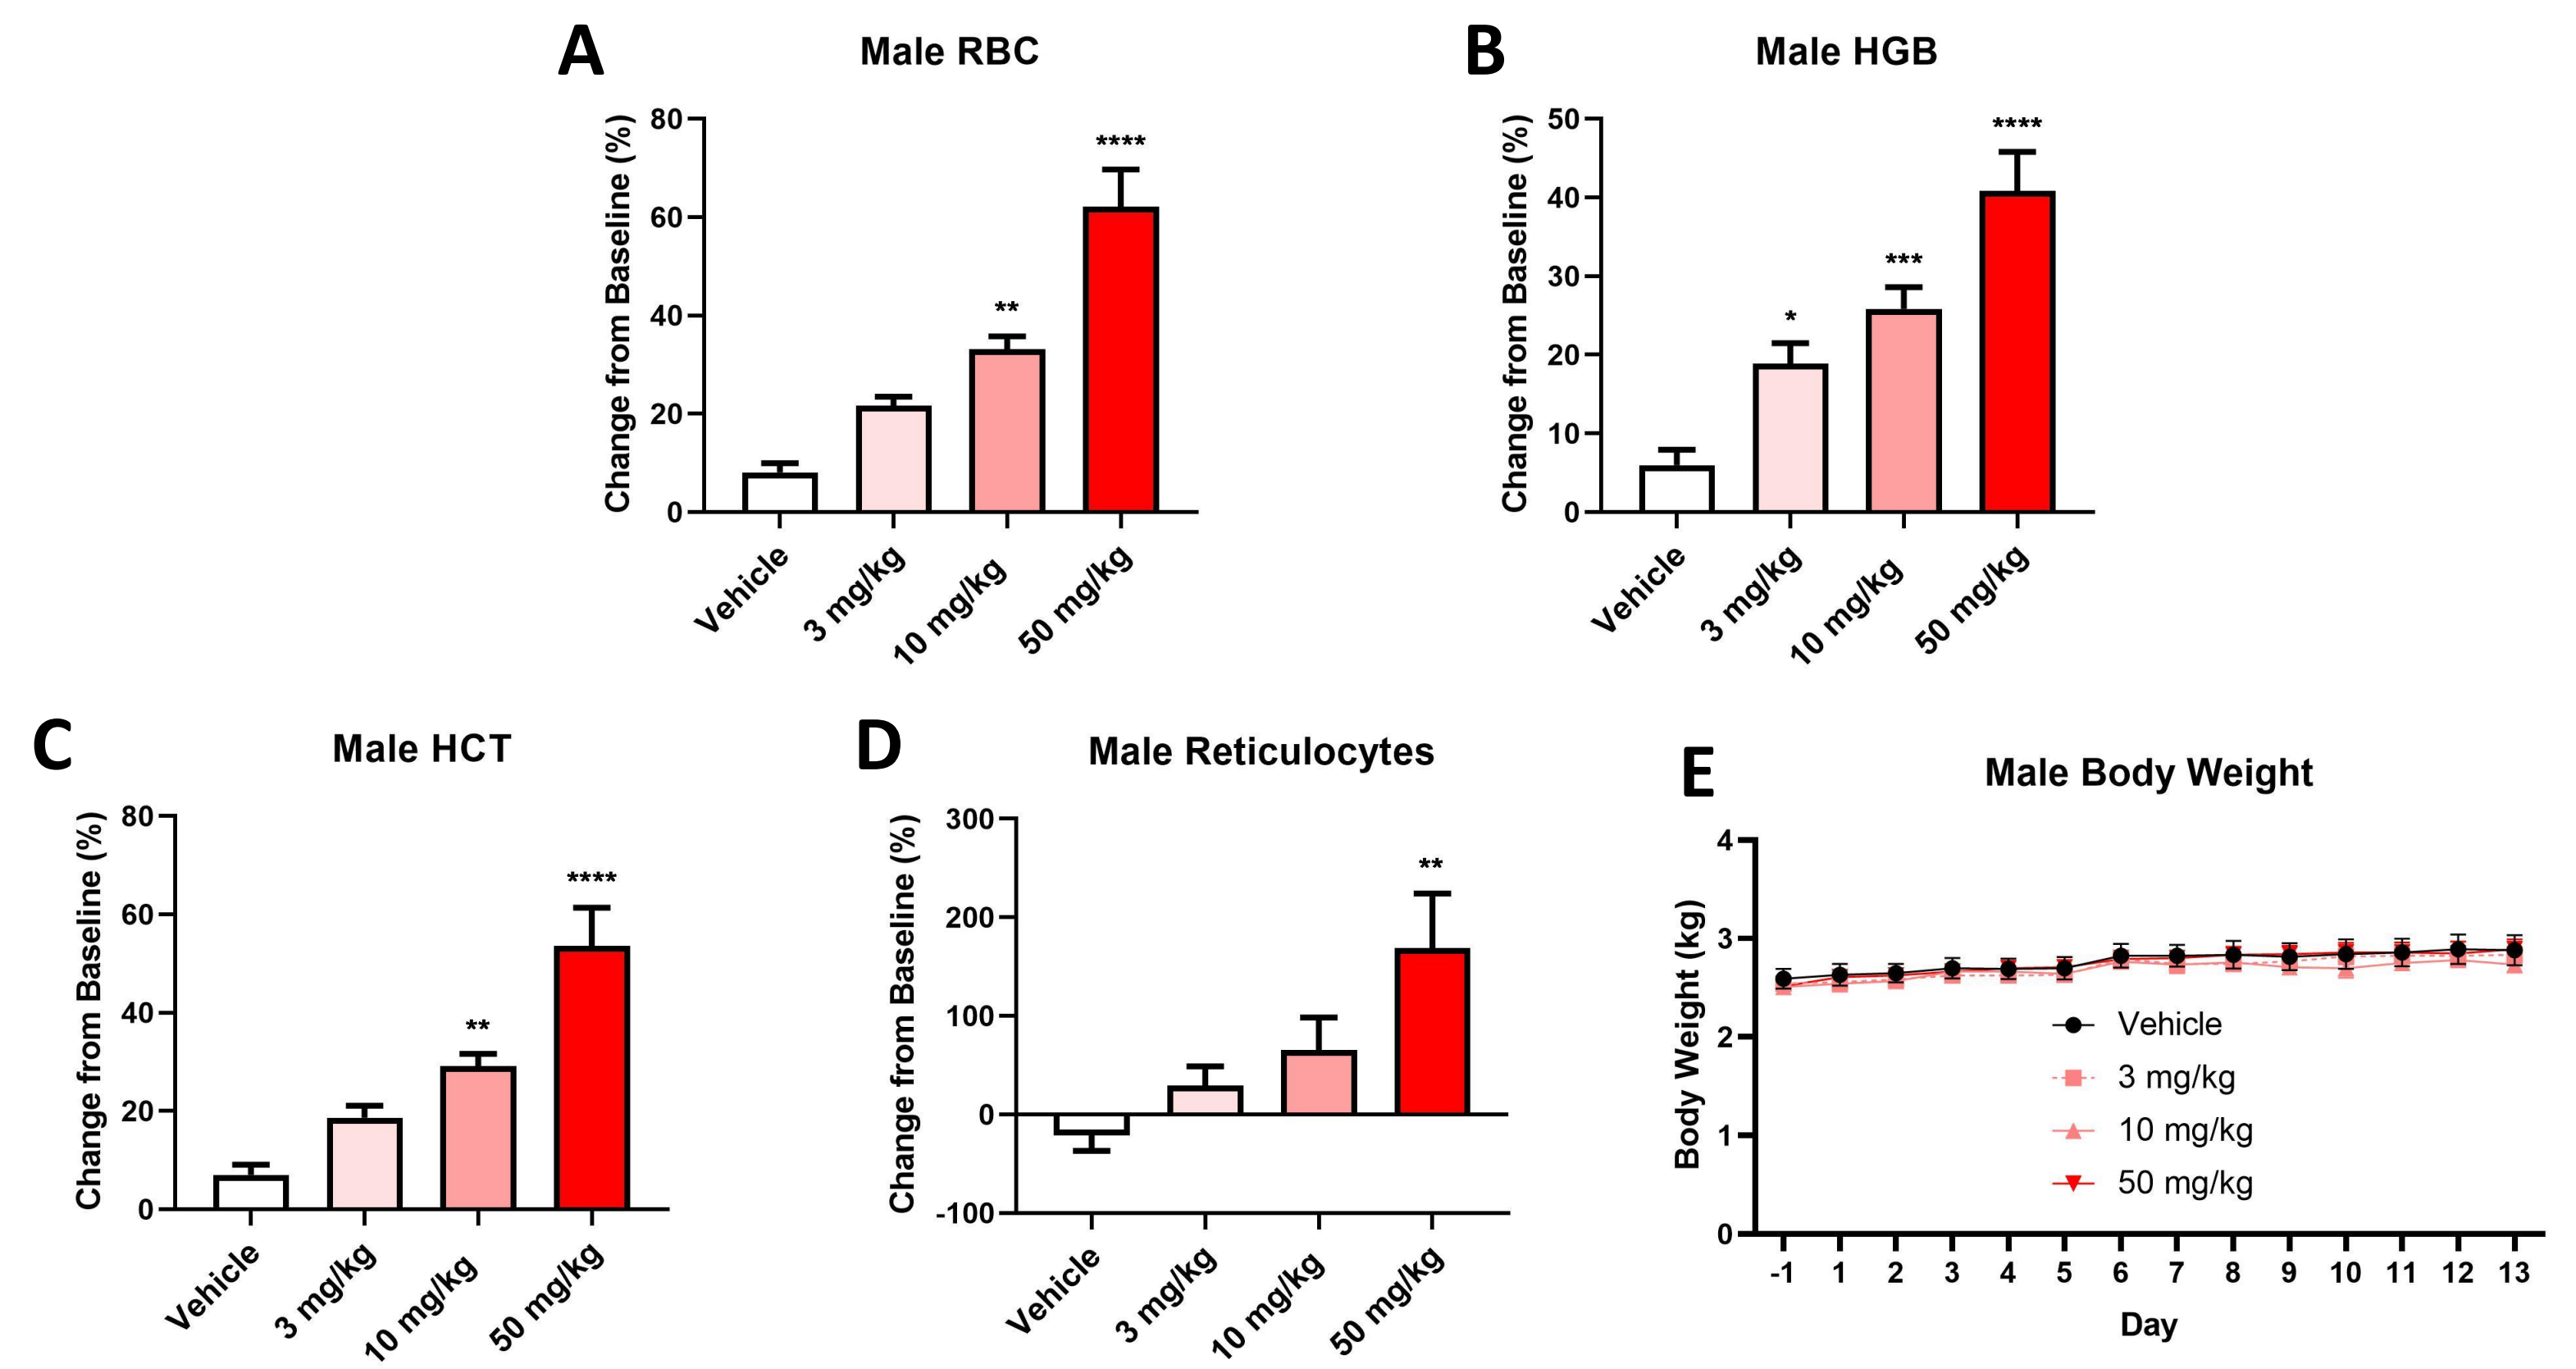 A
Male RBC
Change from Baseline (%)
80
60
40
20
0
**
****
Vehicle
3 mg/kg
10 mg/kg
50 mg/kg
B
Male HGB
Change from Baseline (%)
50
40
30
20
10
0
*
***
****
Vehicle
3 mg/kg
10 mg/kg
50 mg/kg
C
Male HCT
Change from Baseline (%)
80
60
40
20
0
**
****
Vehicle
3 mg/kg
10 mg/kg
50 mg/kg
D
Male Reticulocytes
Change from Baseline (%)
300
200
100
0
-100
**
Vehicle
3 mg/kg
10 mg/kg
50 mg/kg
E
Male Body Weight
Body Weight (kg)
4
3
2
1
0
Vehicle
3 mg/kg
10 mg/kg
50 mg/kg
-1 1 2 3 4 5 6 7 8 9 10 11 12 13
Day